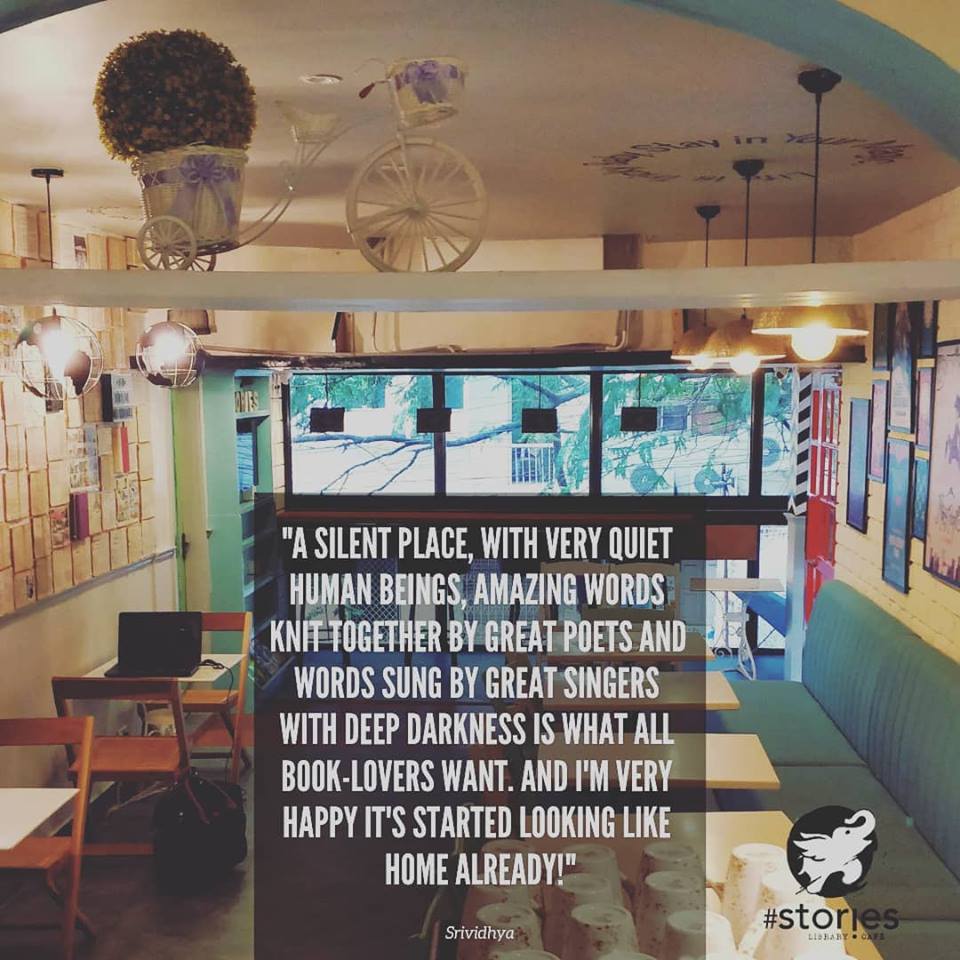 Stay in
"A SILENT PLACE, WITH VERY QUIET
HUMAN BEINGS, AMAZING WORDS
KNIT TOGETHER BY GREAT POETS AND
WORDS SUNG BY GREAT SINGERS
WITH DEEP DARKNESS IS WHAT ALL
BOOK-LOVERS WANT. AND I'M VERY
HAPPY IT'S STARTED LOOKING LIKE
HOME ALREADY!"
Srividhya
#stories
LIBRARY • CAFE